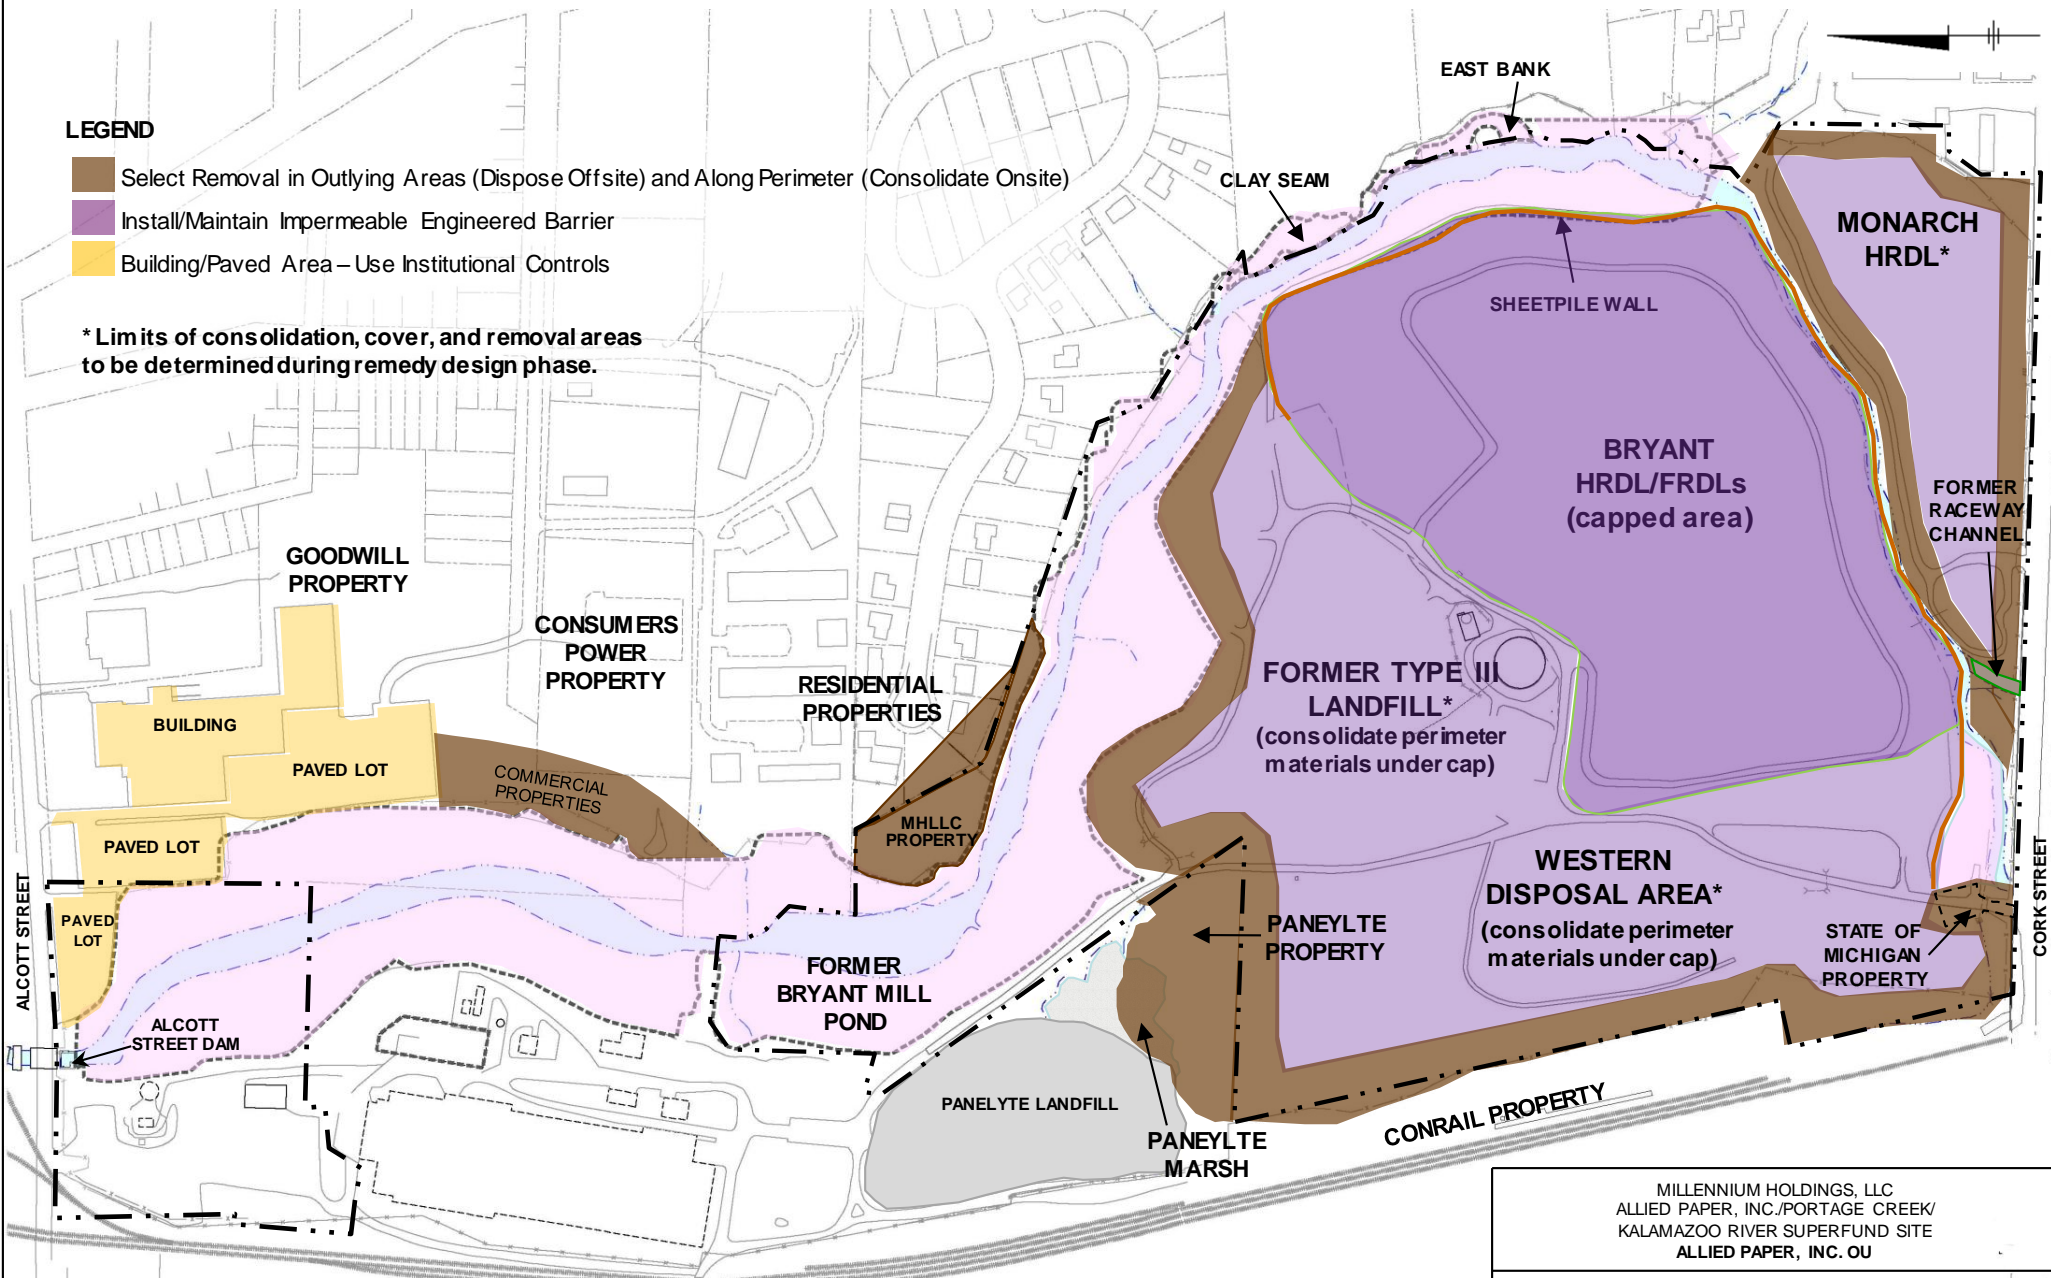 LEGEND
Select Removal in Outlying Areas (Dispose Offsite) and Along Perimeter (Consolidate Onsite)
Install/Maintain Impermeable Engineered Barrier
Building/Paved Area – Use Institutional Controls
* Limits of consolidation, cover, and removal areas
to be determined during remedy design phase.
EAST BANK
CLAY SEAM
SHEETPILE WALL
MONARCH
HRDL*
BRYANT
HRDL/FRDLs
(capped area)
FORMER
RACEWAY
CHANNEL
GOODWILL
PROPERTY
CONSUMERS
POWER
PROPERTY
RESIDENTIAL
PROPERTIES
FORMER TYPE III
LANDFILL*
(consolidate perimeter
materials under cap)
BUILDING
PAVED LOT
COMMERCIAL
PROPERTIES
PAVED LOT
MHLLC
PROPERTY
PAVED
LOT
ALCOTT STREET
ALCOTT
STREET DAM
FORMER
BRYANT MILL
POND
WESTERN
DISPOSAL AREA*
(consolidate perimeter
materials under cap)
PANEYLTE
PROPERTY
STATE OF
MICHIGAN
PROPERTY
CORK STREET
PANELYTE LANDFILL
PANEYLTE
MARSH
CONRAIL PROPERTY
MILLENNIUM HOLDINGS, LLC
ALLIED PAPER, INC./PORTAGE CREEK/
KALAMAZOO RIVER SUPERFUND SITE
ALLIED PAPER, INC. OU